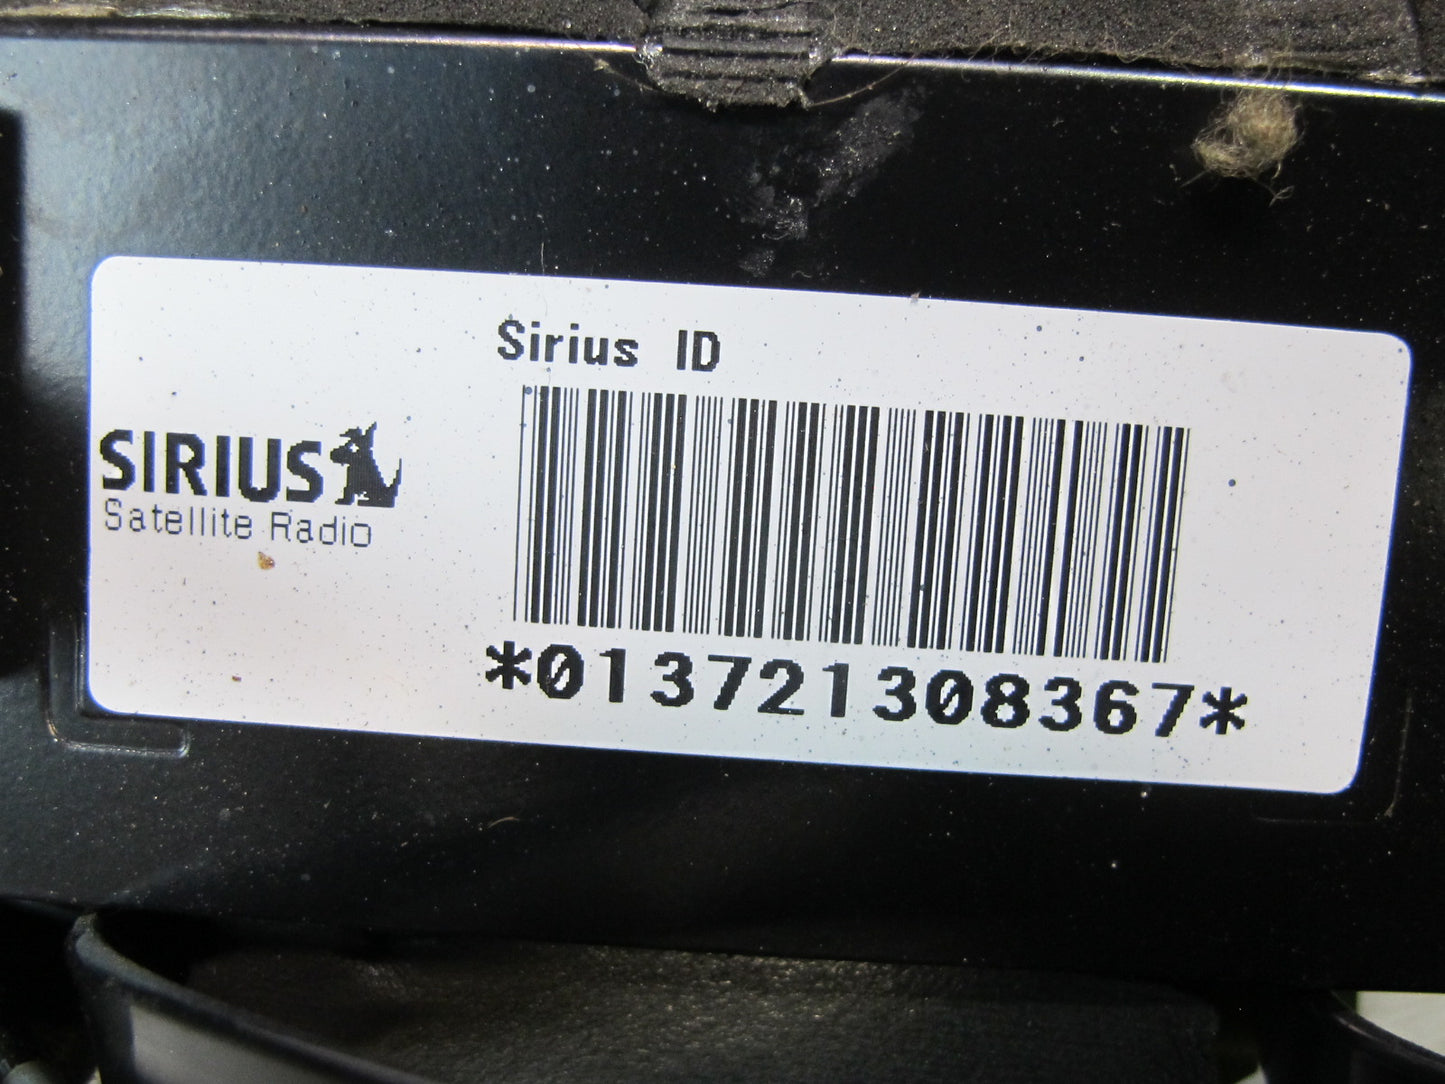 Sirius ID
SIRIUS
Satellite Radio
*013721308367*